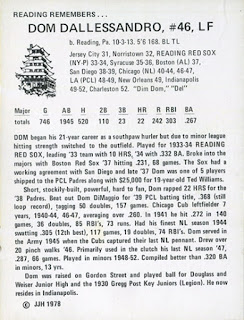 READING REMEMBERS...
DOM DALLESSANDRO, #46, LF
b. Reading, Pa. 10-3-13. 5'6 168. BL TL
Jersey City 31, Norristown 32, READING RED SOX
(NY-P) 33-34, Syracuse 35-36, Boston (AL) 37,
San Diego 38-39, Chicago (NL) 40-44, 46-47,
LA (PCL) 48-49, New Orleans 49, Indianapolis
49-52, Charleston 52. "Dim Dom," "Del"
Major G AB H 2B 3B HR R RBI BA
totals 746 1945 520 110 23 22 242 303 .267
DOM began his 21-year career as a southpaw hurler but due to minor league
hitting strength switched to the outfield. Played for 1933-34 READING RED
SOX, leading '33 team with 10 HRS, '34 with .332 BA. Broke into the
majors with Boston Red Sox '37 hitting .231, 68 games. The Sox had a
working agreement with San Diego and late '37 Dom was one of 5 players
shipped to the PCL Padres along with $25,000 for 19-year-old Ted Williams.
Short, stockily-built, powerful, hard to fan, Dom rapped 22 HRS for the
'38 Padres. Beat out Dom DiMaggio for '39 PCL batting title, .368 (still
loop record), tagging 50 doubles, 157 games. Chicago Cub leftfielder 7
years, 1940-44, 46-47, averaging over .260. In 1941 he hit .272 in 140
games, 36 doubles, 85 RBI's, 73 runs. Had his finest NL season 1944
swatting .305 (12th best), 117 games, 19 doubles, 74 RBI's. Dom served in
the Army 1945 when the Cubs captured their last NL pennant. Drew over 20
pinch walks '46. Primarily used in the clutch his last NL season '47,
.287, 66 games. Played in minors 1948-52. Compiled better than .320 BA
in minors, 13 yrs.
Dom was raised on Gordon Street and played ball for Douglass and
Weiser Junior High and the 1930 Gregg Post Key Juniors (Legion). He now
resides in Indianapolis.
© JJH 1978